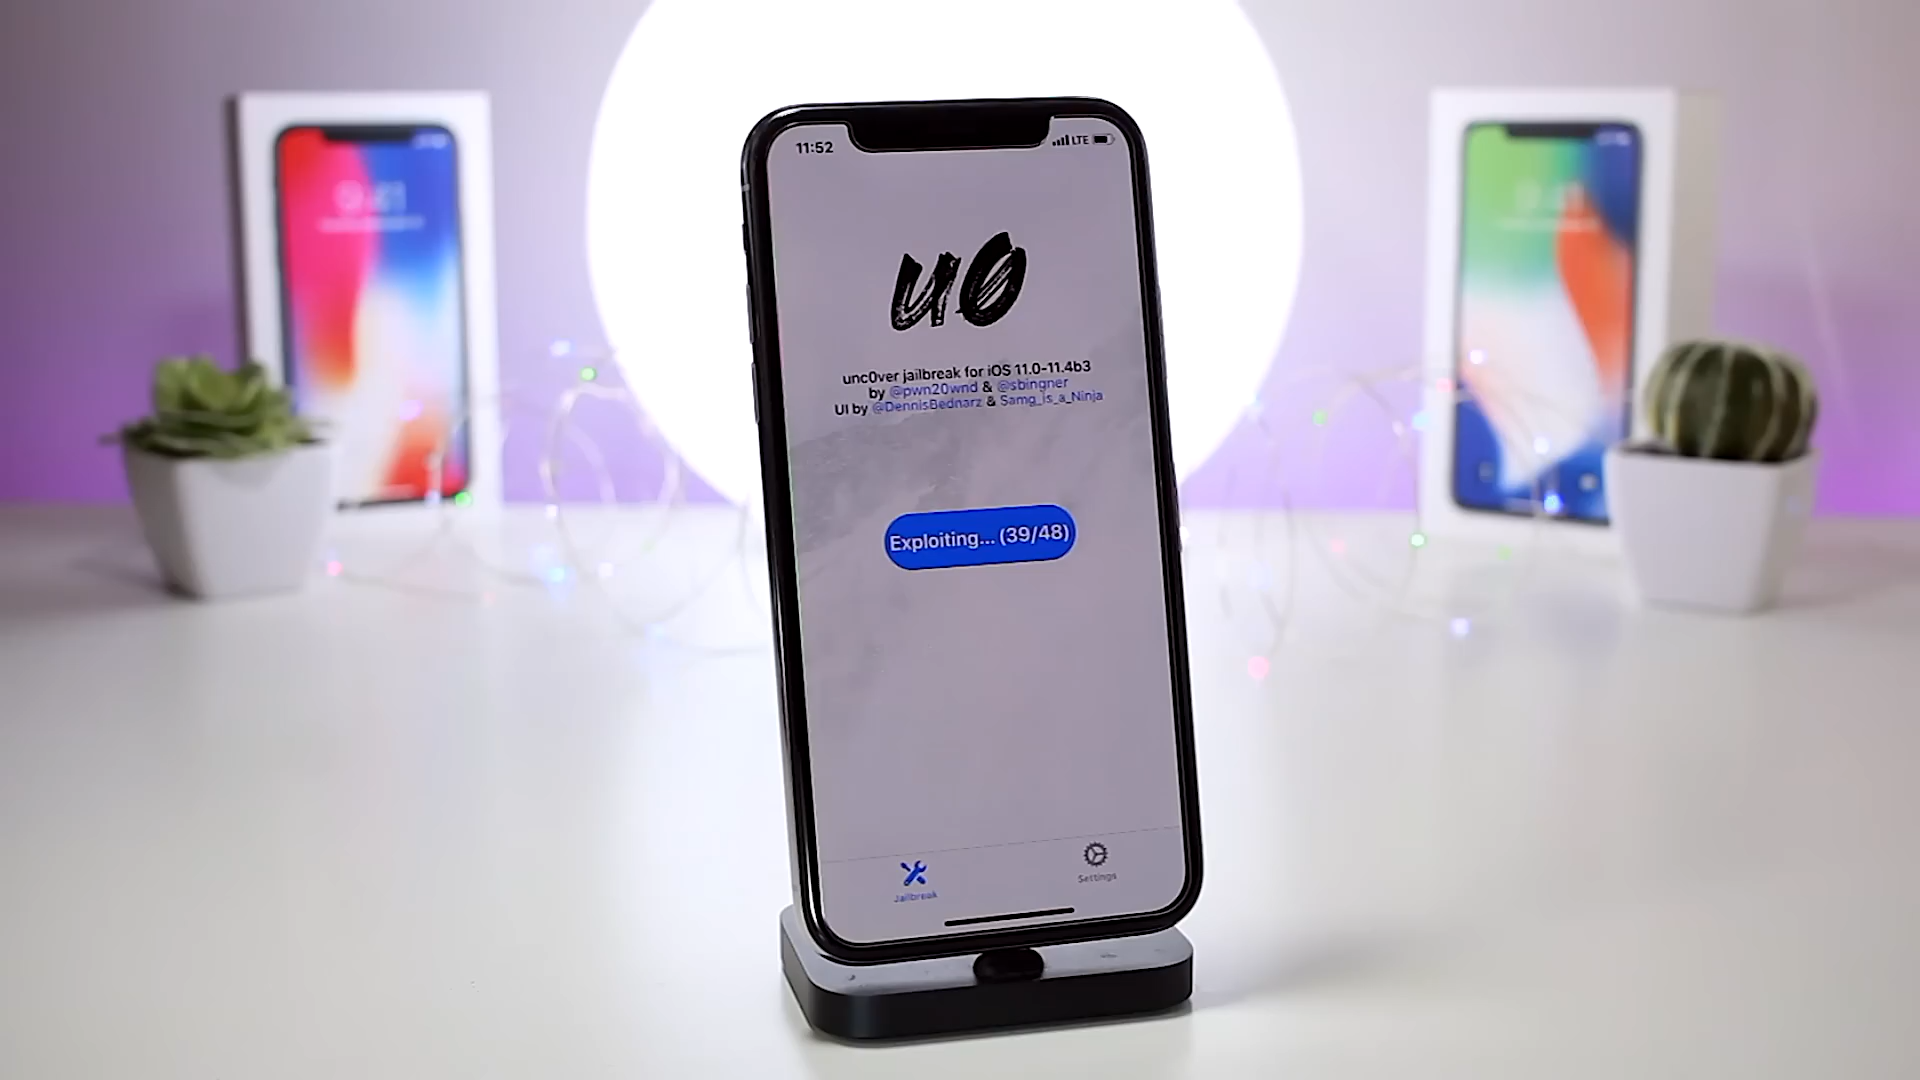 11:52
LTE
u0
unc0ver jailbreak for iOS 11.0-11.4b3
by @pwn20wnd & @sbingner
UI by @DennisBednarz & Samg_is_a_Ninja
Exploiting... (39/48)
Jailbreak
Settings